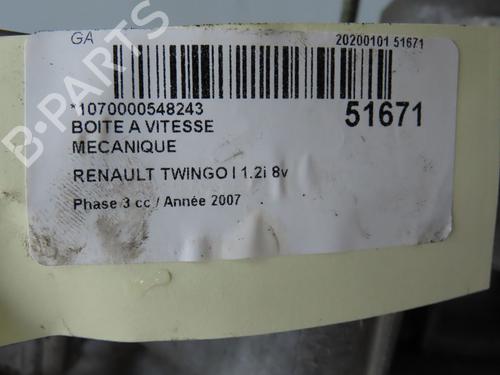 GA
20200101 51671
*1070000548243
51671
BOITE A VITESSE
MECANIQUE
RENAULT TWINGO I 1.2i 8v
Phase 3 cc / Année 2007
B-PARTS